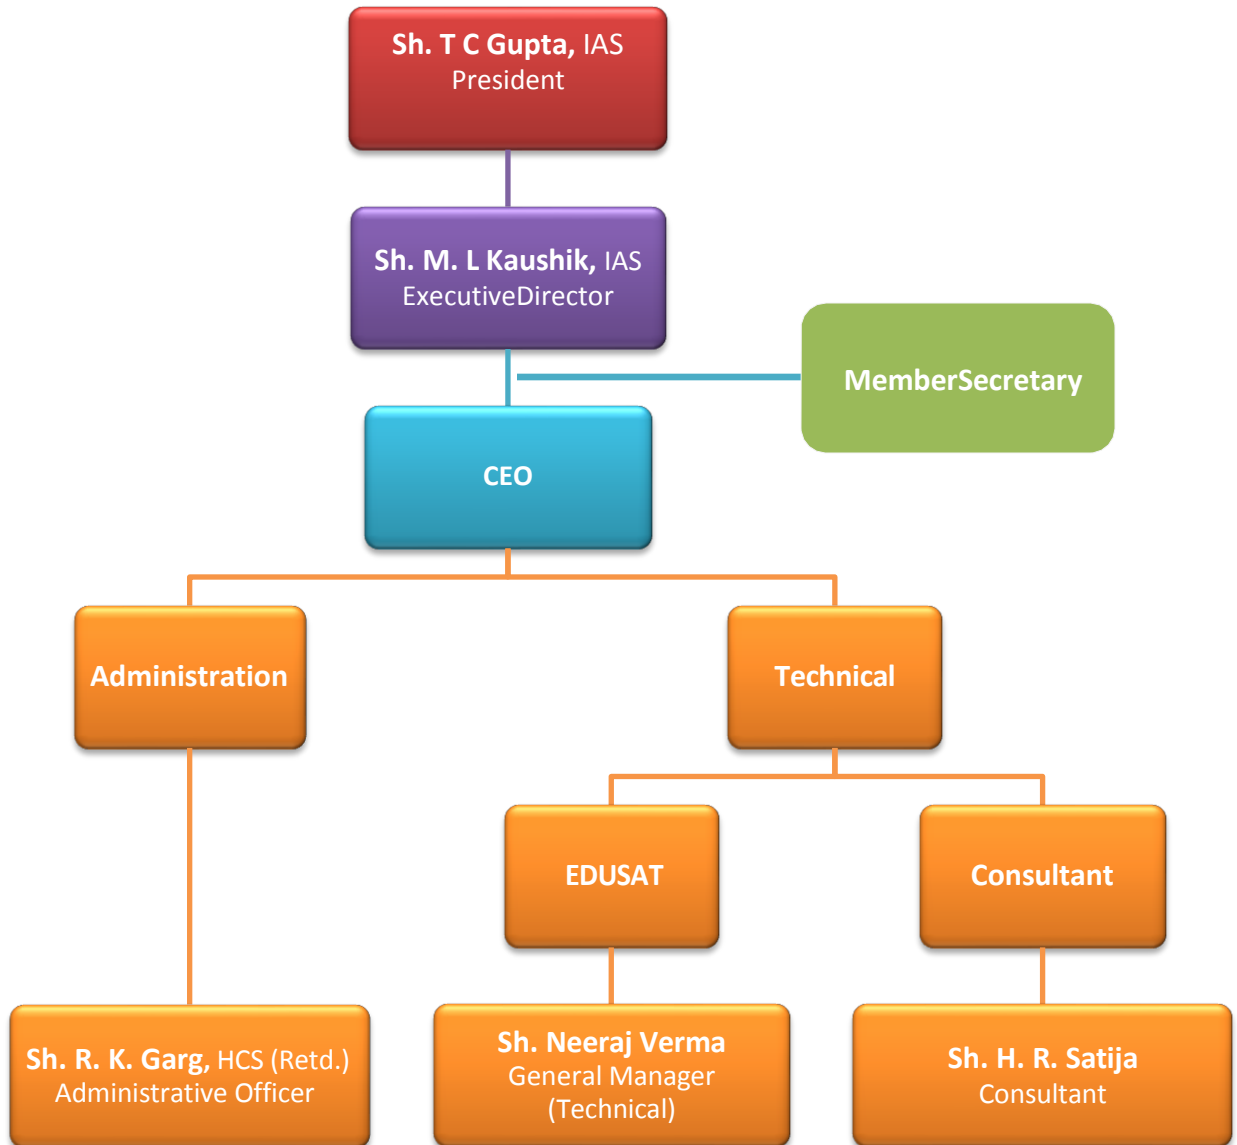 Sh. T C Gupta, IAS
President
Sh. M. L Kaushik, IAS
ExecutiveDirector
MemberSecretary
CEO
Administration
Technical
EDUSAT
Consultant
Sh. R. K. Garg, HCS (Retd.)
Administrative Officer
Sh. Neeraj Verma
General Manager
(Technical)
Sh. H. R. Satija
Consultant